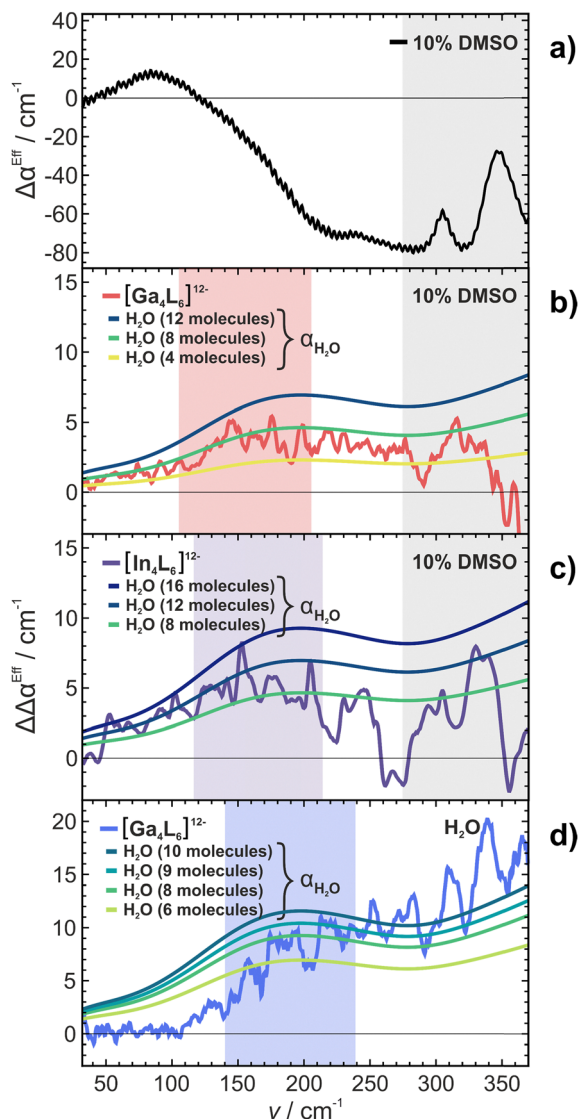 40
20
0
-20
-40
-60
-80
Δα^Eff / cm⁻¹
10% DMSO
a)
15
10
5
0
[Ga₄L₆]¹²⁻
H₂O (12 molecules)
H₂O (8 molecules)
H₂O (4 molecules)
α_H₂O
10% DMSO
b)
15
10
5
0
ΔΔα^Eff / cm⁻¹
[In₄L₆]¹²⁻
H₂O (16 molecules)
H₂O (12 molecules)
H₂O (8 molecules)
α_H₂O
10% DMSO
c)
20
15
10
5
0
[Ga₄L₆]¹²⁻
H₂O (10 molecules)
H₂O (9 molecules)
H₂O (8 molecules)
H₂O (6 molecules)
α_H₂O
H₂O
d)
50 100 150 200 250 300 350
ν / cm⁻¹